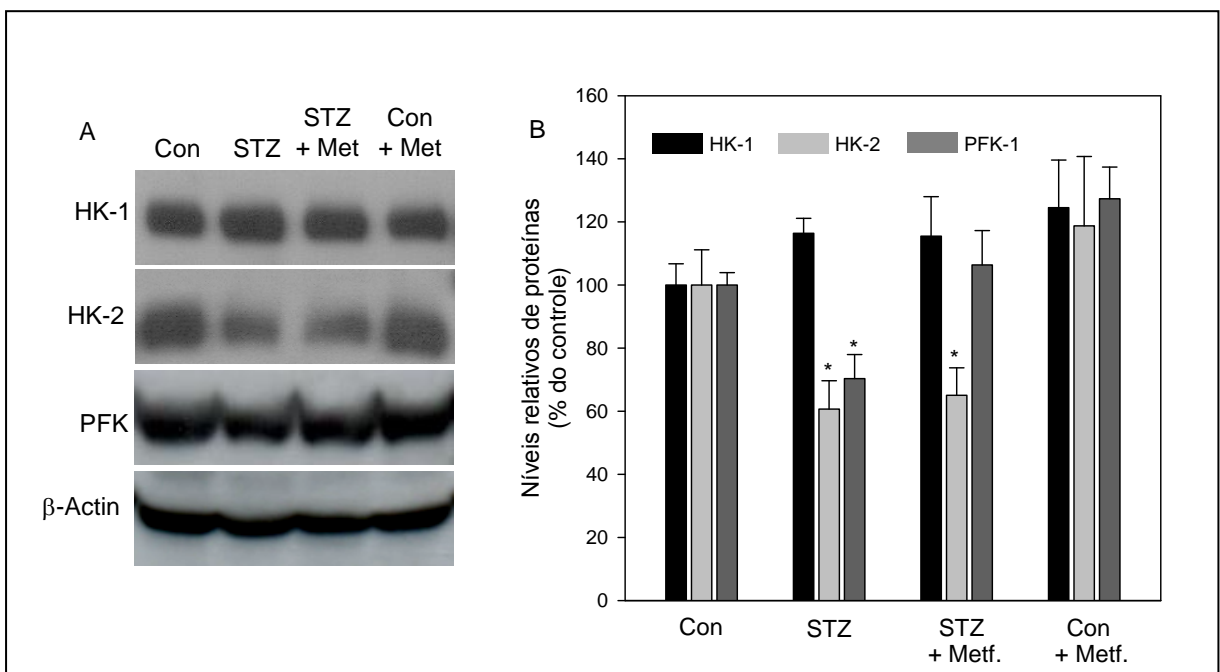 A
Con
STZ
STZ
+ Met
Con
+ Met
HK-1
HK-2
PFK
β-Actin
B
Níveis relativos de proteínas
(% do controle)
160
140
120
100
80
60
40
20
0
HK-1
HK-2
PFK-1
*
*
*
Con
STZ
STZ
+ Metf.
Con
+ Metf.